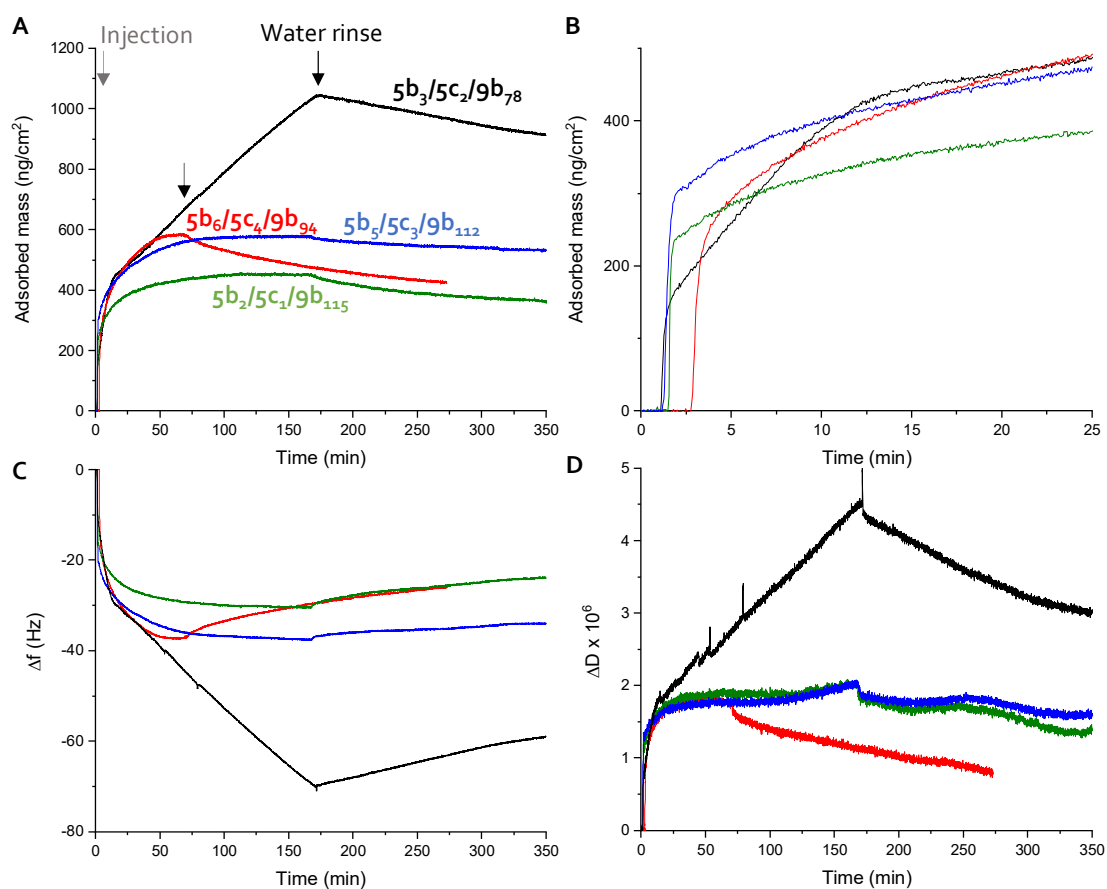 A
Injection
Water rinse
1200
1000
800
600
400
200
0
Adsorbed mass (ng/cm²)
5b₃/5c₂/9b₇₈
5b₆/5c₄/9b₉₄
5b₅/5c₃/9b₁₁₂
5b₂/5c₁/9b₁₁₅
0 50 100 150 200 250 300 350
Time (min)
B
400
200
0
Adsorbed mass (ng/cm²)
0 5 10 15 20 25
Time (min)
C
0
-20
-40
-60
-80
Δf (Hz)
0 50 100 150 200 250 300 350
Time (min)
D
5
4
3
2
1
0
ΔD x 10⁶
0 50 100 150 200 250 300 350
Time (min)